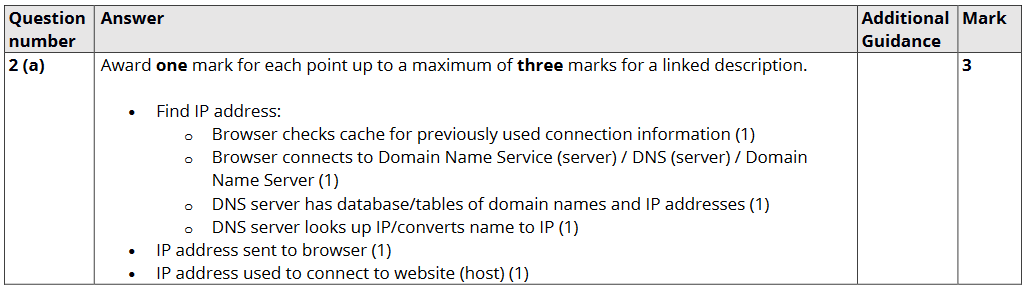 Question number
Answer
Additional Guidance
Mark
2 (a)
Award one mark for each point up to a maximum of three marks for a linked description.
3
• Find IP address:
o Browser checks cache for previously used connection information (1)
o Browser connects to Domain Name Service (server) / DNS (server) / Domain
Name Server (1)
o DNS server has database/tables of domain names and IP addresses (1)
o DNS server looks up IP/converts name to IP (1)
• IP address sent to browser (1)
• IP address used to connect to website (host) (1)